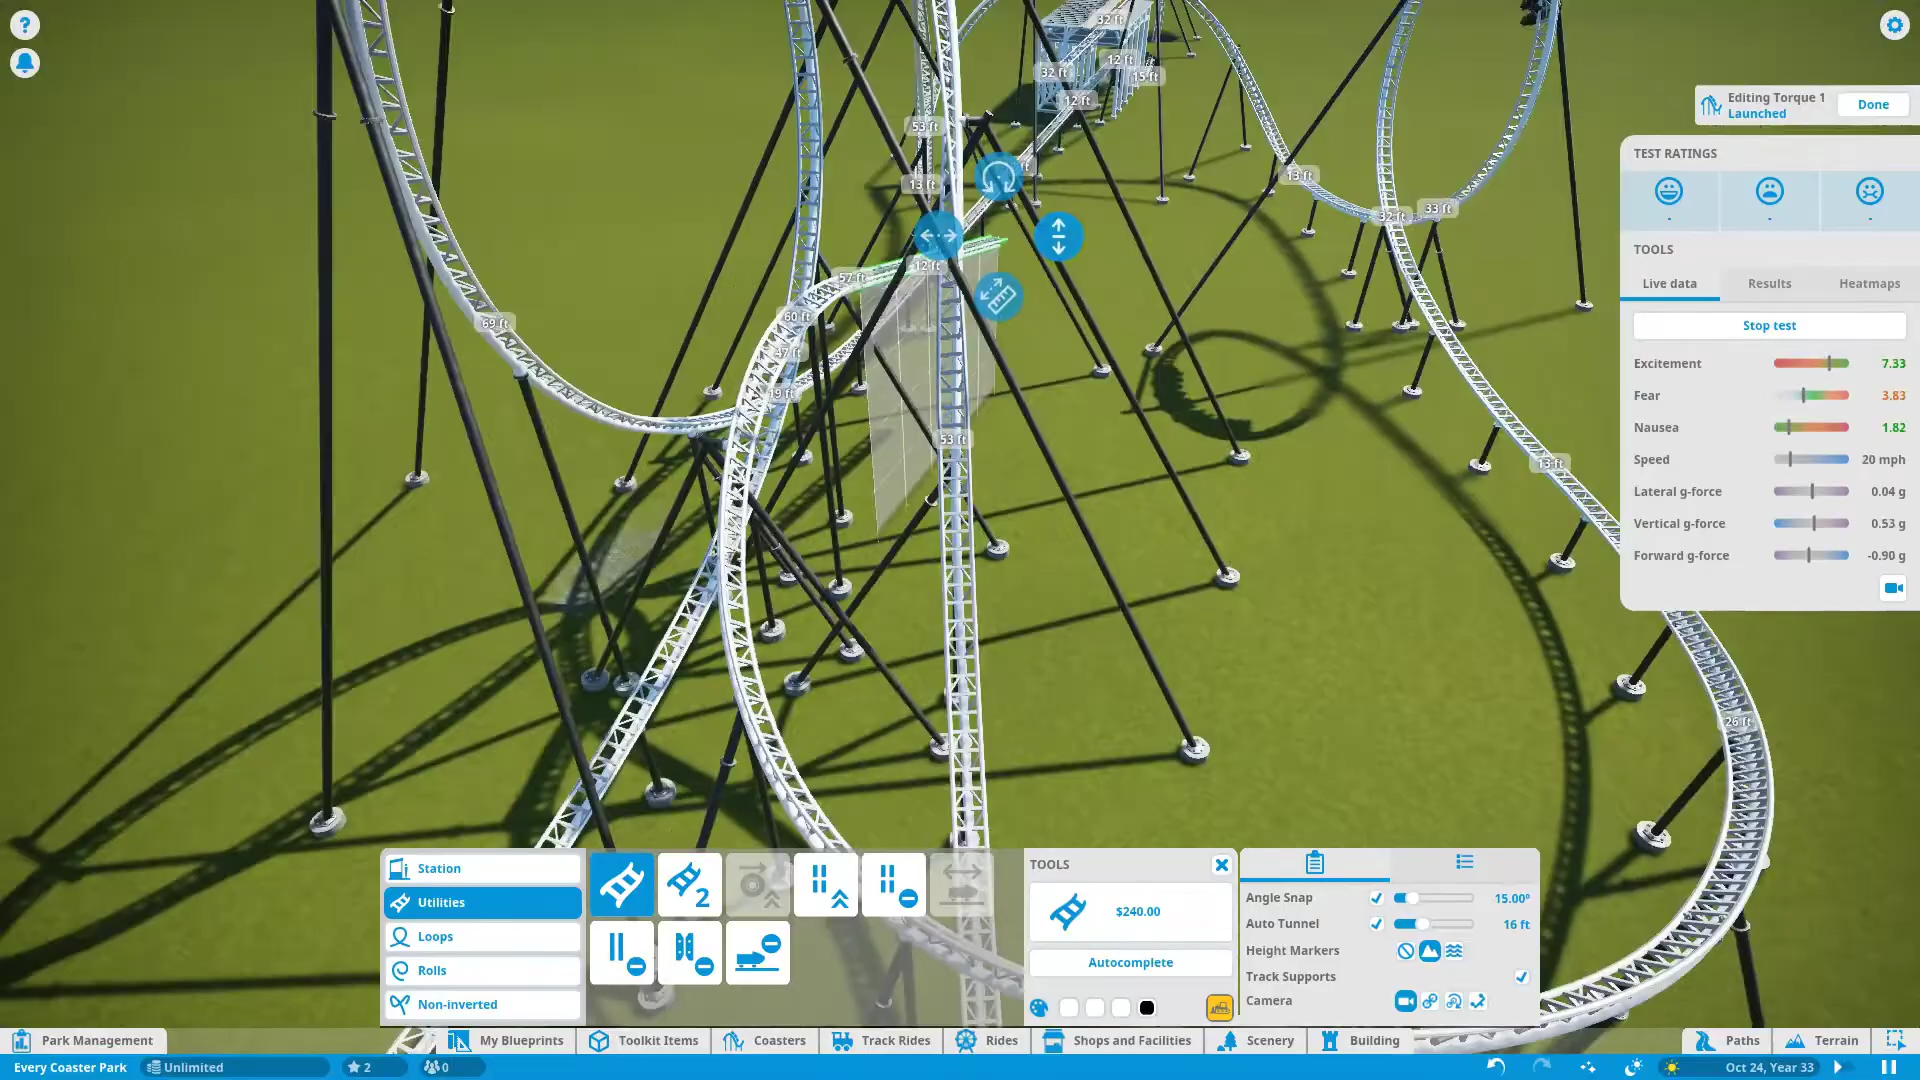 ?
32 ft
32 ft
12 ft
15 ft
12 ft
53 ft
13 ft
13 ft
32 ft
33 ft
12 ft
57 ft
60 ft
69 ft
47 ft
19 ft
53 ft
13 ft
26 ft
Editing Torque 1
Launched
Done
TEST RATINGS
- - -
TOOLS
Live data Results Heatmaps
Stop test
Excitement 7.33
Fear 3.83
Nausea 1.82
Speed 20 mph
Lateral g-force 0.04 g
Vertical g-force 0.53 g
Forward g-force -0.90 g
Station
Utilities
Loops
Rolls
Non-inverted
2
TOOLS
$240.00
Autocomplete
Angle Snap 15.00°
Auto Tunnel 16 ft
Height Markers
Track Supports
Camera
Park Management My Blueprints Toolkit Items Coasters Track Rides Rides Shops and Facilities Scenery Building Paths Terrain
Every Coaster Park Unlimited 2 0 Oct 24, Year 33